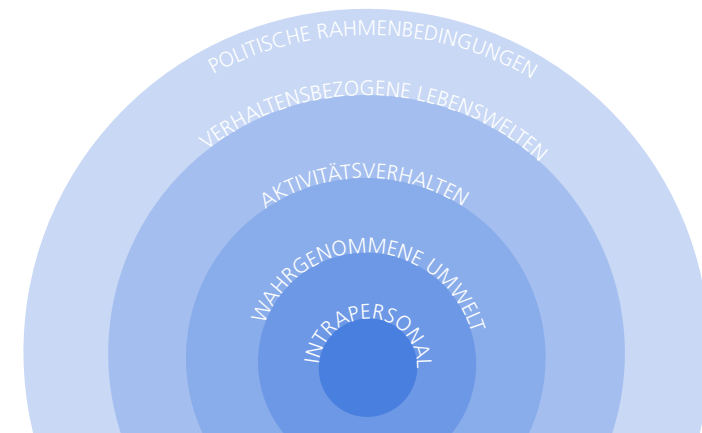 POLITISCHE RAHMENBEDINGUNGEN
VERHALTENSBEZOGENE LEBENSWELTEN
AKTIVITÄTSVERHALTEN
WAHRGENOMMENE UMWELT
INTRAPERSONAL